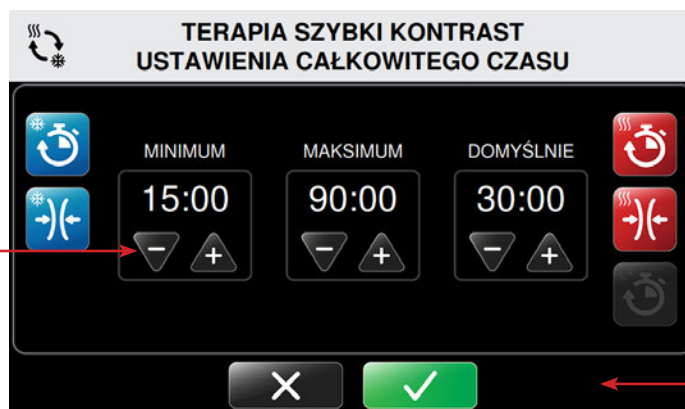 TERAPIA SZYBKI KONTRAST
USTAWIENIA CAŁKOWITEGO CZASU
MINIMUM MAKSIMUM DOMYŚLNIE
15:00 90:00 30:00
− + − + − +